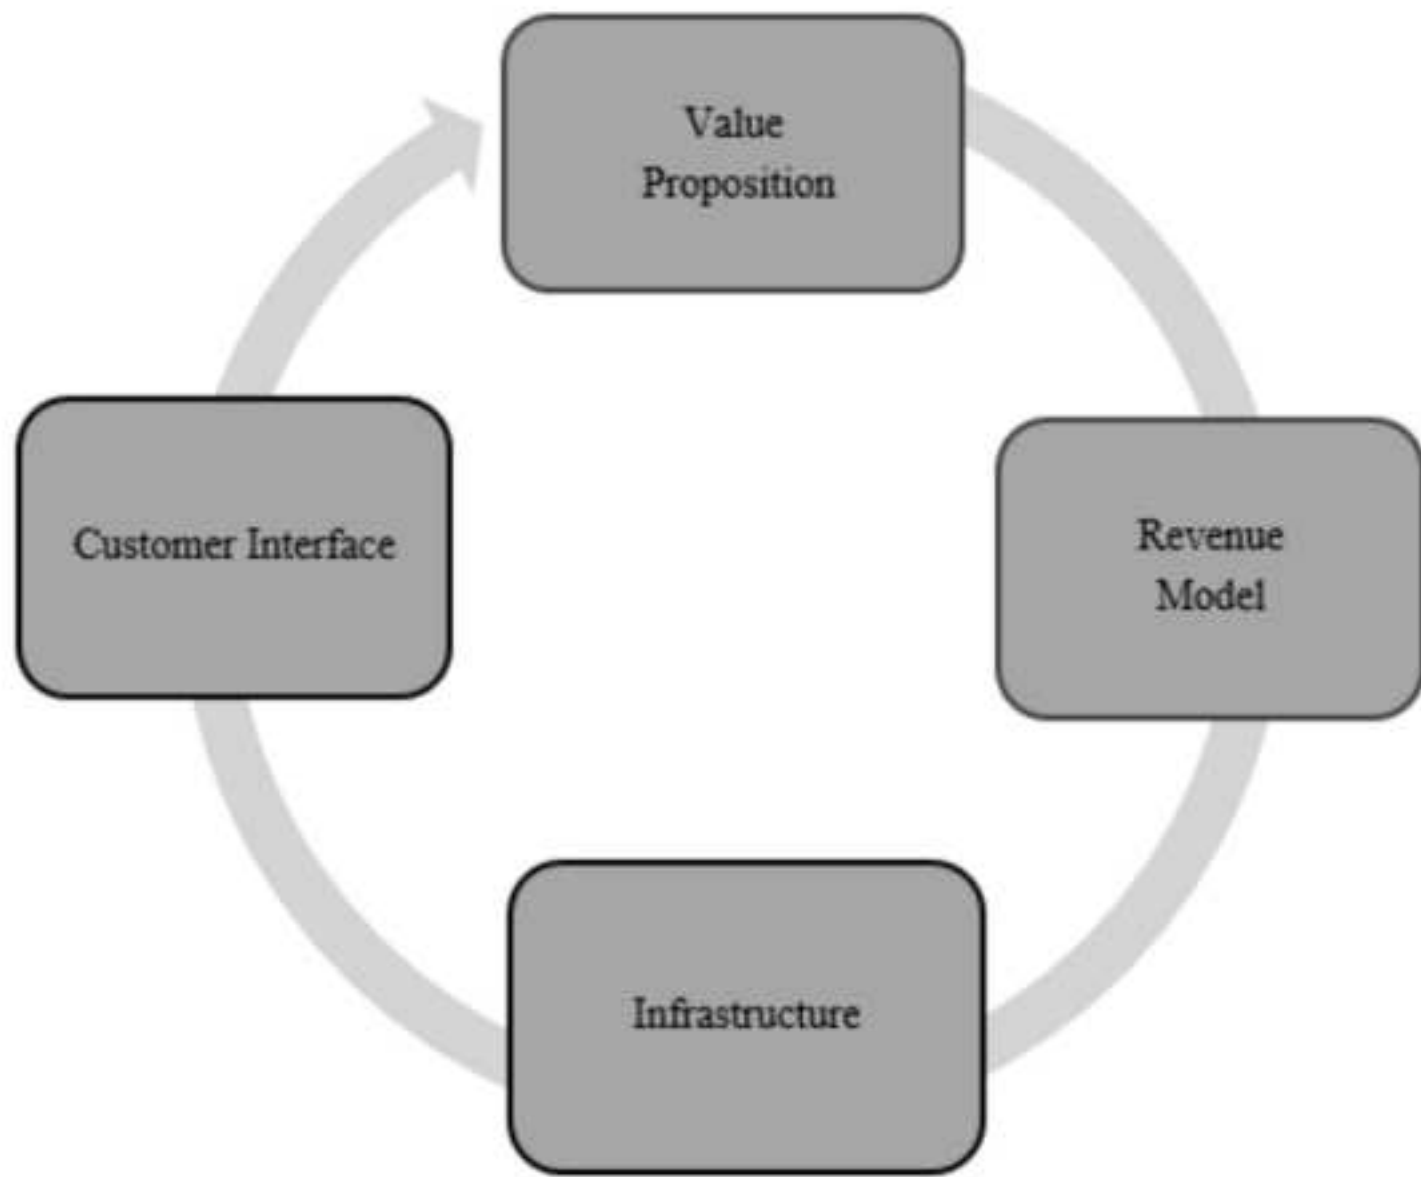 Value
Proposition
Customer Interface
Revenue
Model
Infrastructure